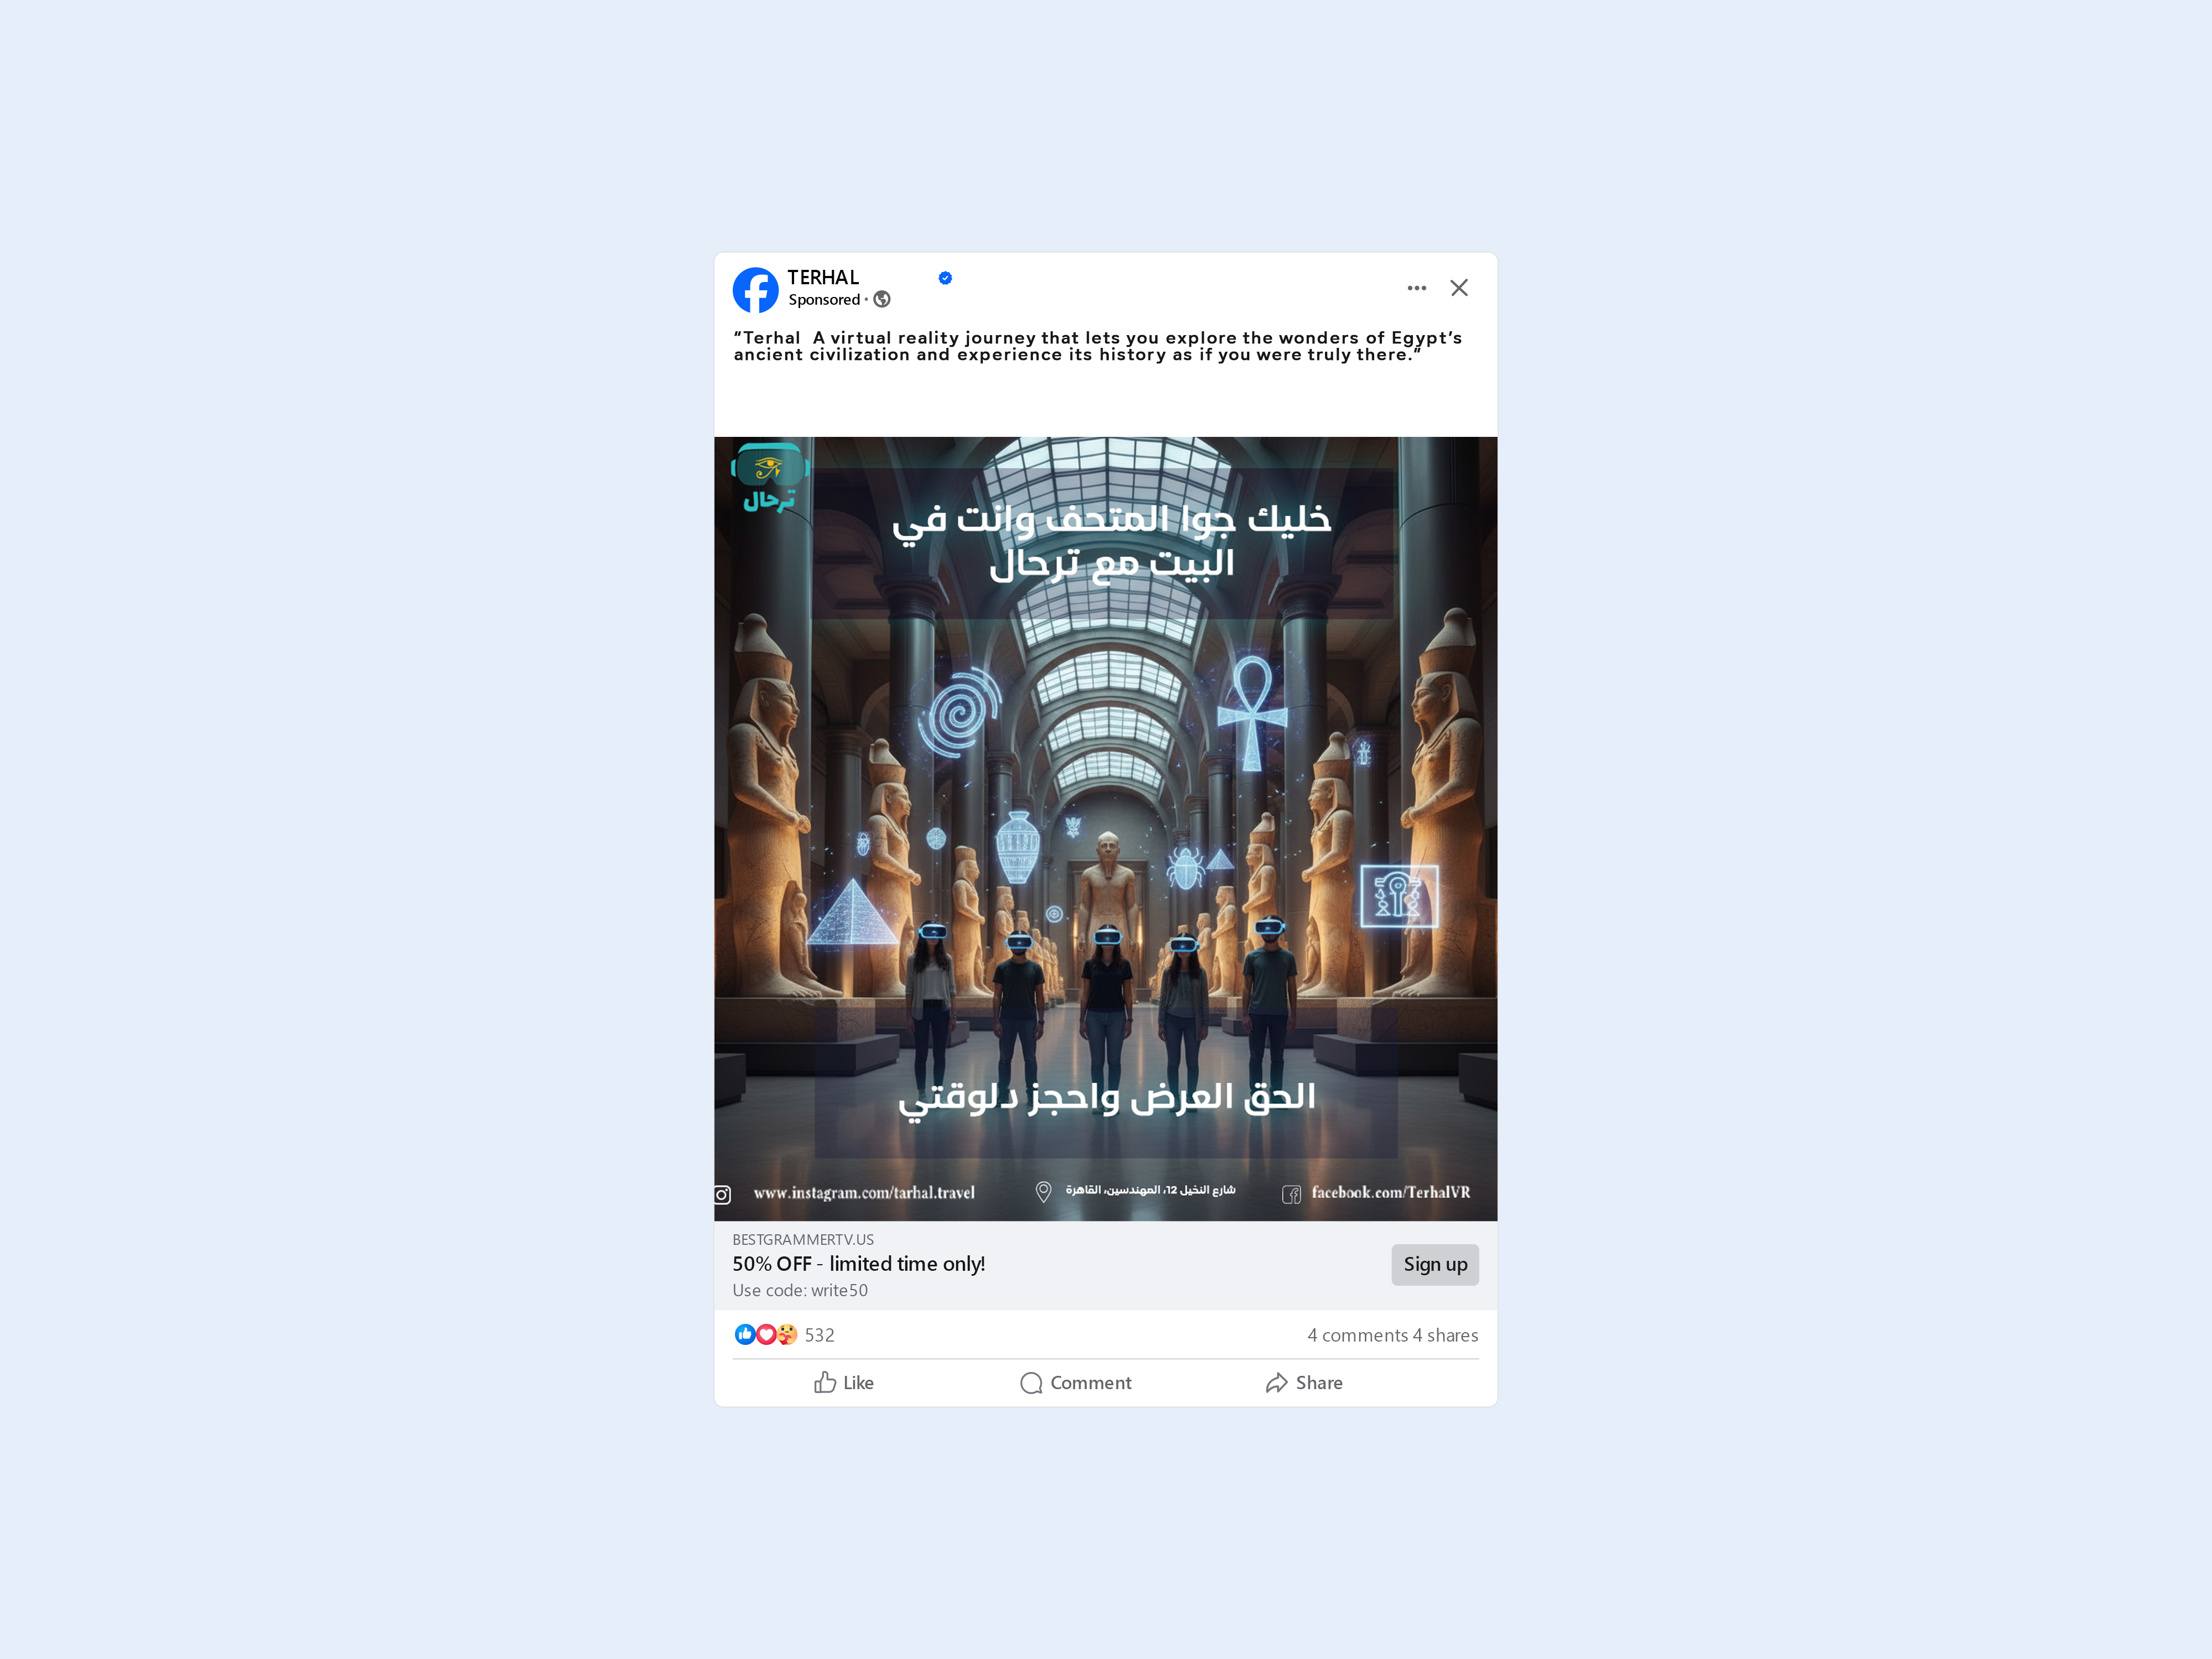 TERHAL
Sponsored ·
“Terhal A virtual reality journey that lets you explore the wonders of Egypt’s
ancient civilization and experience its history as if you were truly there.”
ترحال
خليك جوا المتحف وانت في
البيت مع ترحال
الحق العرض واحجز دلوقتي
www.instagram.com/tarhal.travel
شارع النخيل 12، المهندسين، القاهرة
facebook.com/TerhalVR
BESTGRAMMERTV.US
50% OFF - limited time only!
Sign up
Use code: write50
532
4 comments 4 shares
Like
Comment
Share